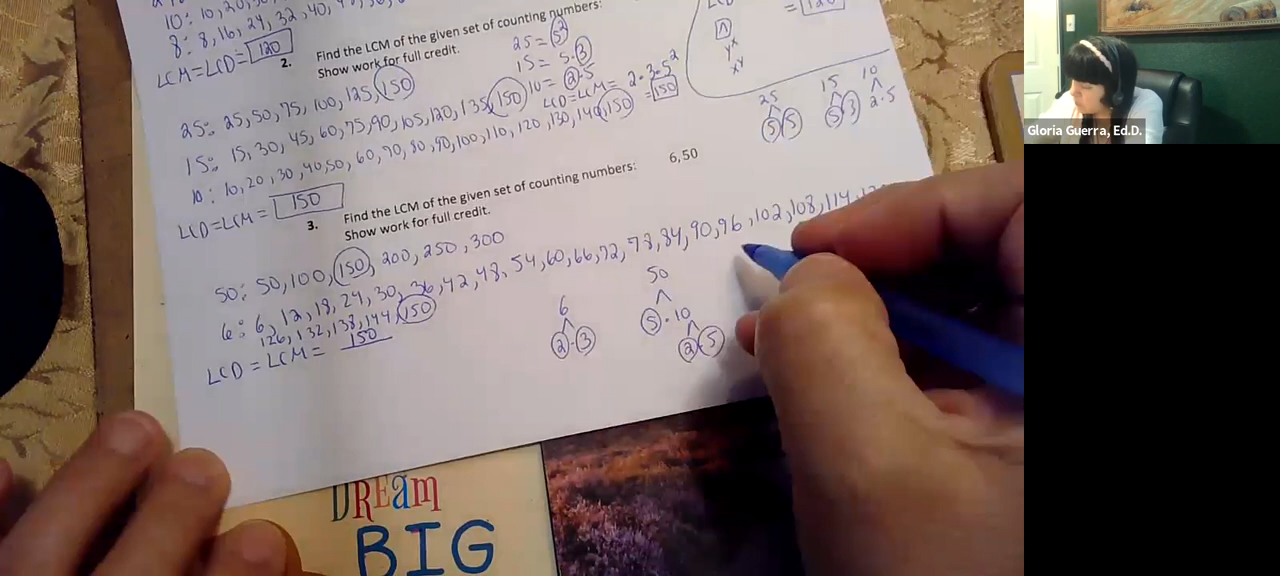 10: 10, 20, 30, 40,
8: 8, 16, 24, 32, 40,
LCM=LCD= 120
= 120
2. Find the LCM of the given set of counting numbers:
Show work for full credit.
25 = 5²
15 = 5·3
10 = 2·5
LCD=LCM= 2·3·5²
= 150
yx
xy
25: 25, 50, 75, 100, 125, 150
15: 15, 30, 45, 60, 75, 90, 105, 120, 135, 150
10: 10, 20, 30, 40, 50, 60, 70, 80, 90, 100, 110, 120, 130, 140, 150
LCD=LCM= 150
25 15 10
5 5 5 3 2·5
3. Find the LCM of the given set of counting numbers: 6,50
Show work for full credit.
50: 50, 100, 150, 200, 250, 300
6: 6, 12, 18, 24, 30, 36, 42, 48, 54, 60, 66, 72, 78, 84, 90, 96, 102, 108, 114,
126, 132, 138, 144, 150
LCD = LCM = 150
6 50
2·3 5·10
2·5
DREAM
BIG
Gloria Guerra, Ed.D.